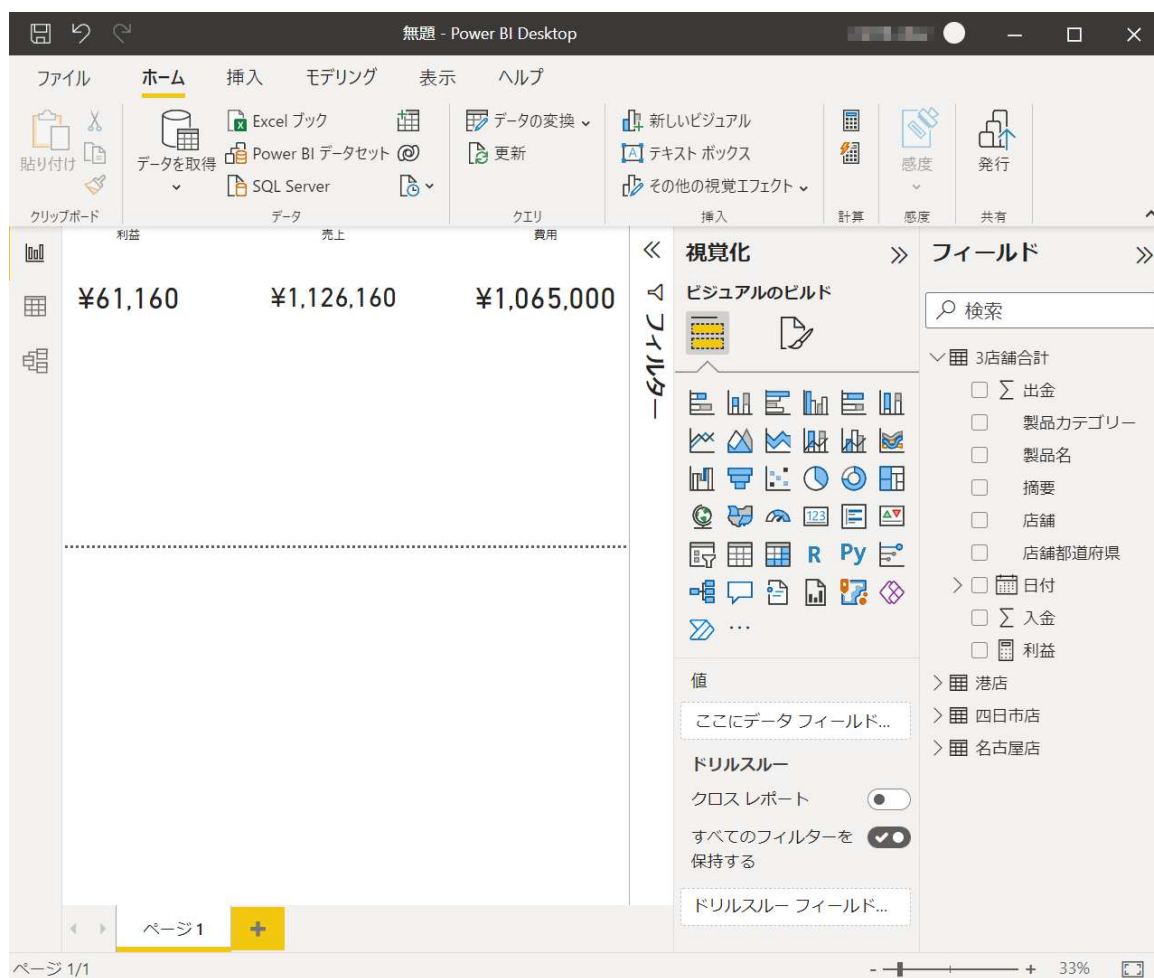 無題 - Power BI Desktop
ファイル ホーム 挿入 モデリング 表示 ヘルプ
貼り付け
クリップボード
データを取得
Excel ブック
Power BI データセット
SQL Server
データ
データの変換
更新
クエリ
新しいビジュアル
A テキスト ボックス
その他の視覚エフェクト
挿入
計算
感度
感度
発行
共有
利益 売上 費用
¥61,160 ¥1,126,160 ¥1,065,000
フィルター
視覚化
ビジュアルのビルド
123
R Py
...
値
ここにデータ フィールド...
ドリルスルー
クロス レポート
すべてのフィルターを
保持する
ドリルスルー フィールド...
フィールド
検索
3店舗合計
∑ 出金
製品カテゴリー
製品名
摘要
店舗
店舗都道府県
日付
∑ 入金
利益
港店
四日市店
名古屋店
ページ 1
+
ページ 1/1
- + 33%